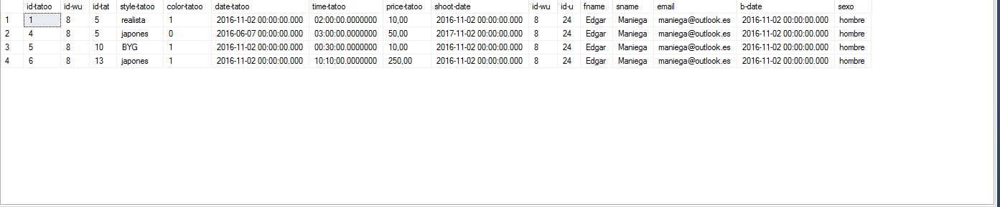 id-tatoo id-wu id-tat style-tatoo color-tatoo date-tatoo time-tatoo price-tatoo shoot-date id-wu id-u fname sname email b-date sexo
1 1 8 5 realista 1 2016-11-02 00:00:00.000 02:00:00.0000000 10,00 2016-11-02 00:00:00.000 8 24 Edgar Maniega maniega@outlook.es 2016-11-02 00:00:00.000 hombre
2 4 8 5 japones 0 2016-06-07 00:00:00.000 03:00:00.0000000 50,00 2017-11-02 00:00:00.000 8 24 Edgar Maniega maniega@outlook.es 2016-11-02 00:00:00.000 hombre
3 5 8 10 BYG 1 2016-11-02 00:00:00.000 00:30:00.0000000 10,00 2016-11-02 00:00:00.000 8 24 Edgar Maniega maniega@outlook.es 2016-11-02 00:00:00.000 hombre
4 6 8 13 japones 1 2016-11-02 00:00:00.000 10:10:00.0000000 250,00 2016-11-02 00:00:00.000 8 24 Edgar Maniega maniega@outlook.es 2016-11-02 00:00:00.000 hombre